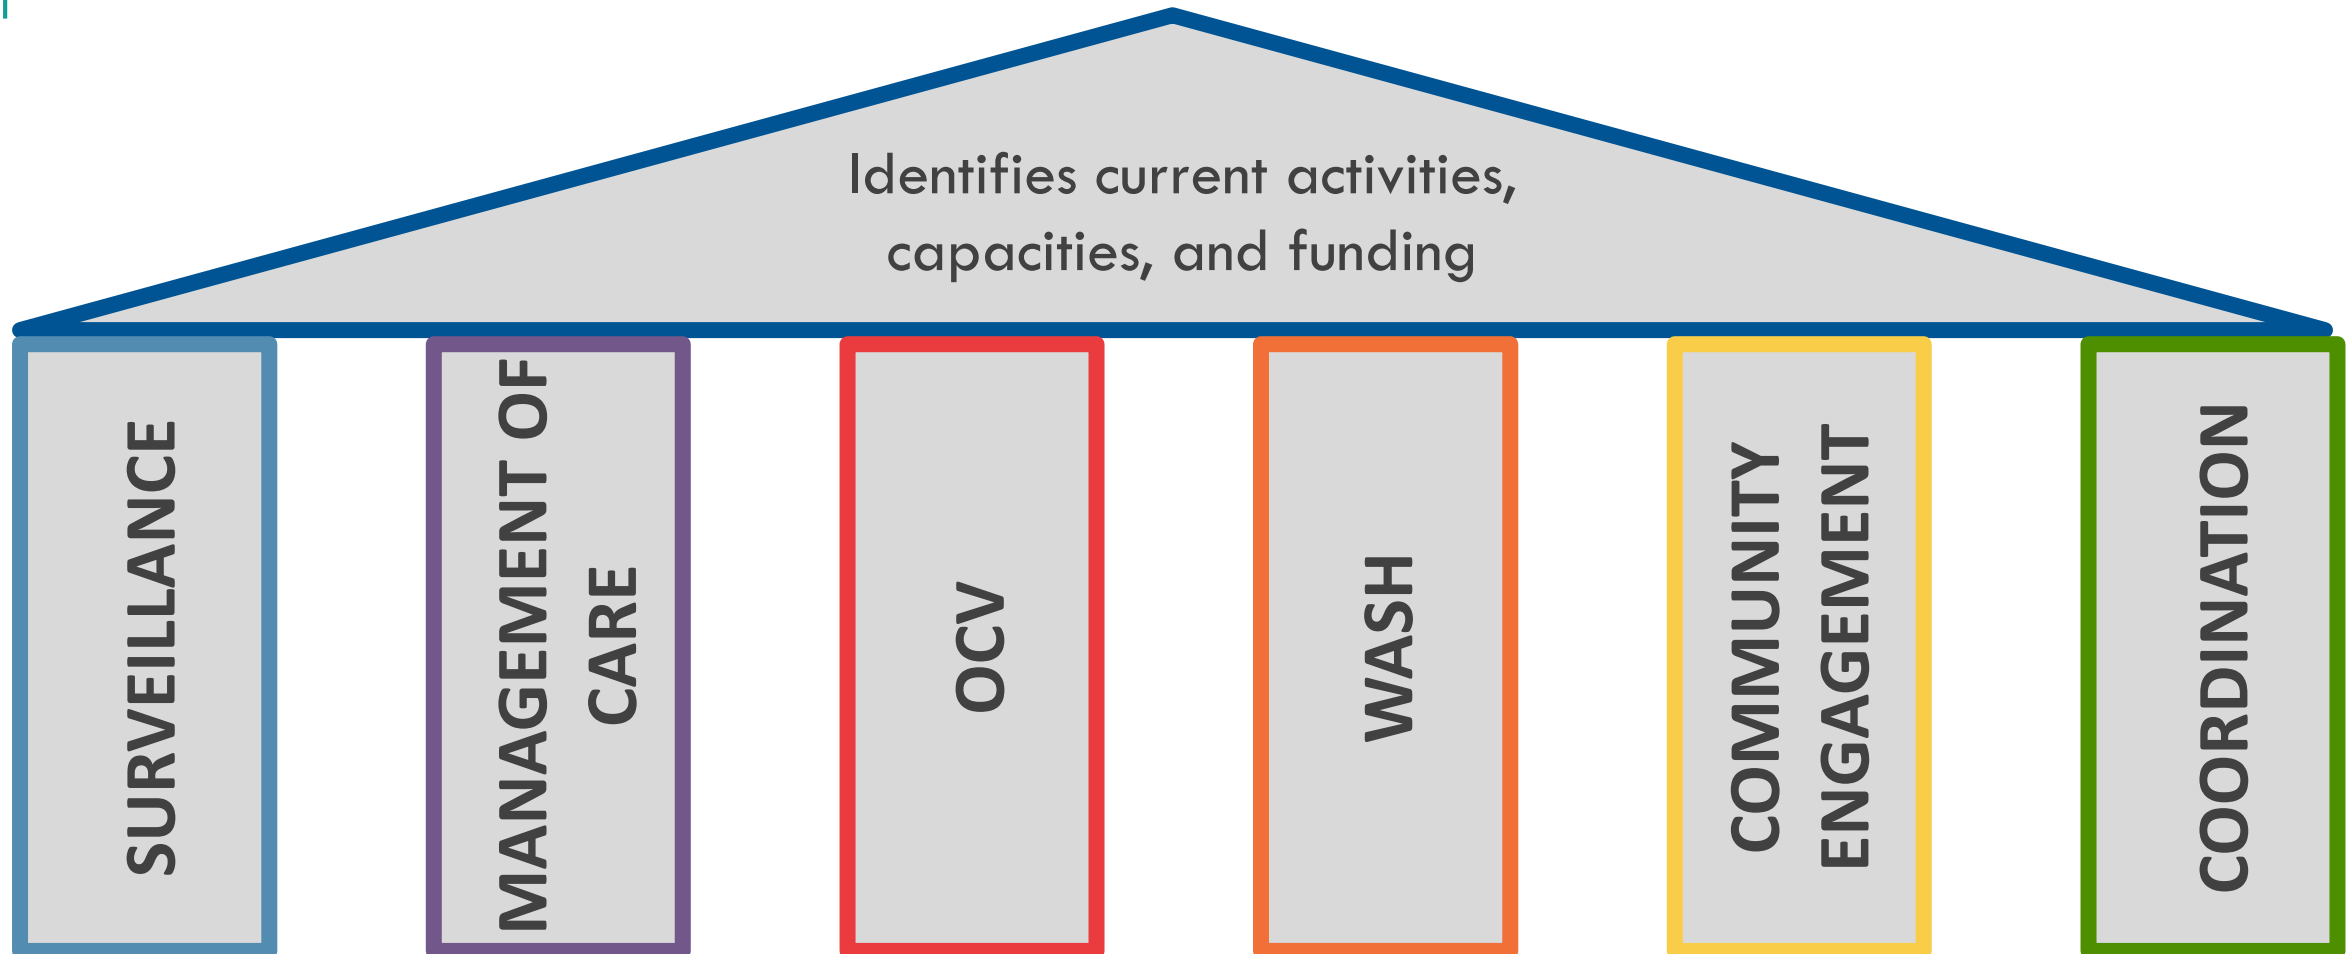 Identifies current activities,
capacities, and funding
SURVEILLANCE
MANAGEMENT OF
CARE
OCV
WASH
COMMUNITY
ENGAGEMENT
COORDINATION